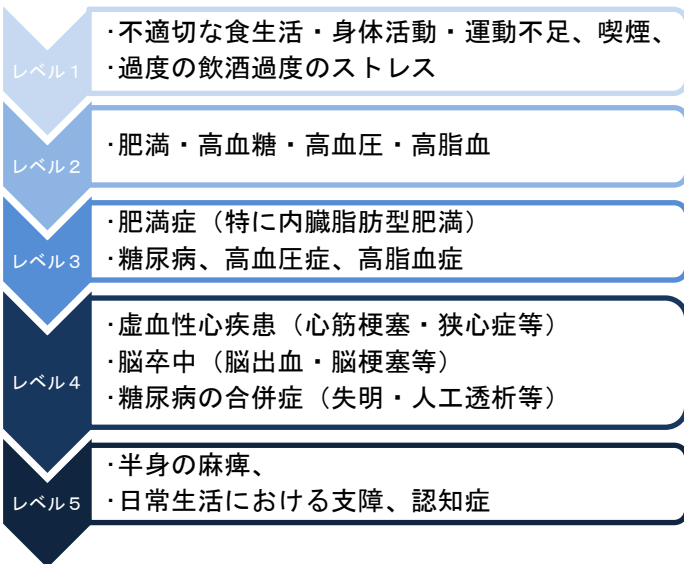 レベル1
·不適切な食生活・身体活動・運動不足、喫煙、
·過度の飲酒過度のストレス
レベル2
·肥満・高血糖・高血圧・高脂血
レベル3
·肥満症（特に内臓脂肪型肥満）
·糖尿病、高血圧症、高脂血症
レベル4
·虚血性心疾患（心筋梗塞・狭心症等）
·脳卒中（脳出血・脳梗塞等）
·糖尿病の合併症（失明・人工透析等）
レベル5
·半身の麻痺、
·日常生活における支障、認知症